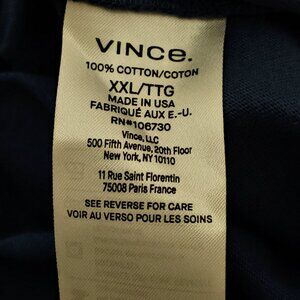 VINCE.
100% COTTON/COTON
XXL/TTG
MADE IN USA
FABRIQUÉ AUX E.-U.
RN#106730
Vince, LLC
500 Fifth Avenue, 20th Floor
New York, NY 10110
11 Rue Saint Florentin
75008 Paris France
SEE REVERSE FOR CARE
VOIR AU VERSO POUR LES SOINS